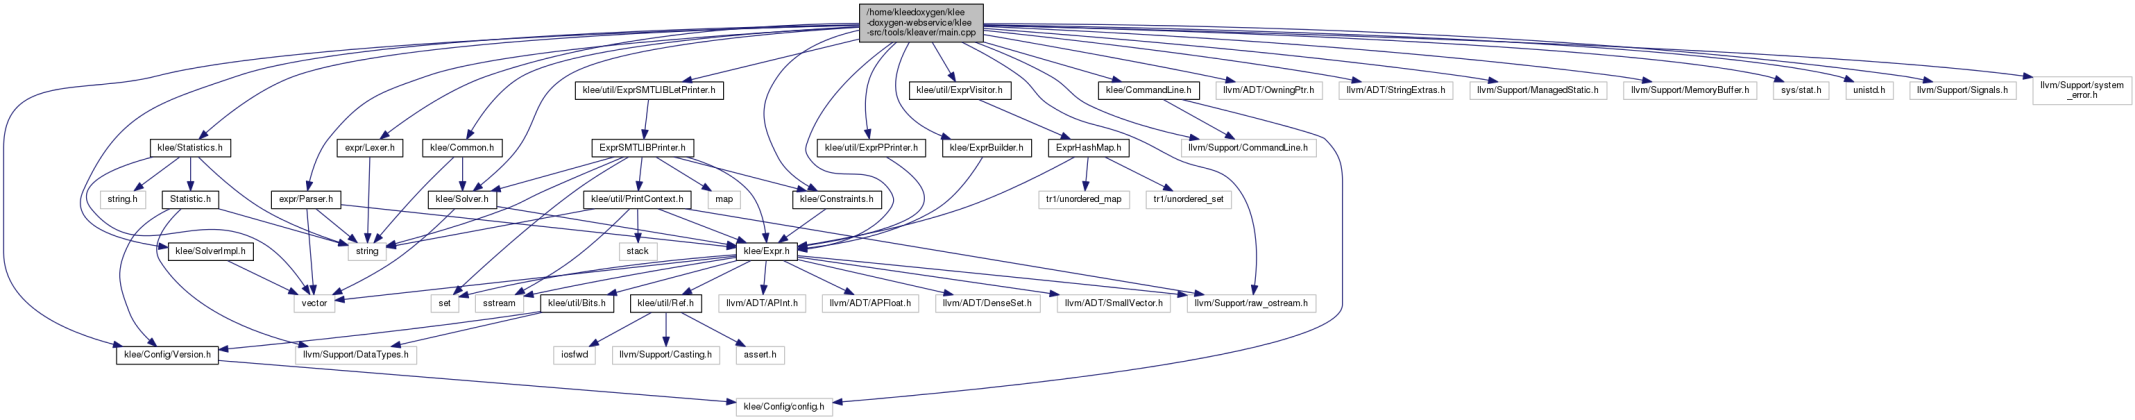 /home/kleedoxygen/klee
-doxygen-webservice/klee
-src/tools/kleaver/main.cpp
klee/util/ExprSMTLIBLetPrinter.h
klee/util/ExprVisitor.h
klee/CommandLine.h
llvm/ADT/OwningPtr.h
llvm/ADT/StringExtras.h
llvm/Support/ManagedStatic.h
llvm/Support/MemoryBuffer.h
sys/stat.h
unistd.h
llvm/Support/Signals.h
llvm/Support/system
_error.h
klee/Statistics.h
expr/Lexer.h
klee/Common.h
ExprSMTLIBPrinter.h
klee/util/ExprPPrinter.h
klee/ExprBuilder.h
ExprHashMap.h
llvm/Support/CommandLine.h
string.h
Statistic.h
expr/Parser.h
klee/Solver.h
klee/util/PrintContext.h
map
klee/Constraints.h
tr1/unordered_map
tr1/unordered_set
klee/SolverImpl.h
string
stack
klee/Expr.h
vector
set
sstream
klee/util/Bits.h
klee/util/Ref.h
llvm/ADT/APInt.h
llvm/ADT/APFloat.h
llvm/ADT/DenseSet.h
llvm/ADT/SmallVector.h
llvm/Support/raw_ostream.h
klee/Config/Version.h
llvm/Support/DataTypes.h
iosfwd
llvm/Support/Casting.h
assert.h
klee/Config/config.h